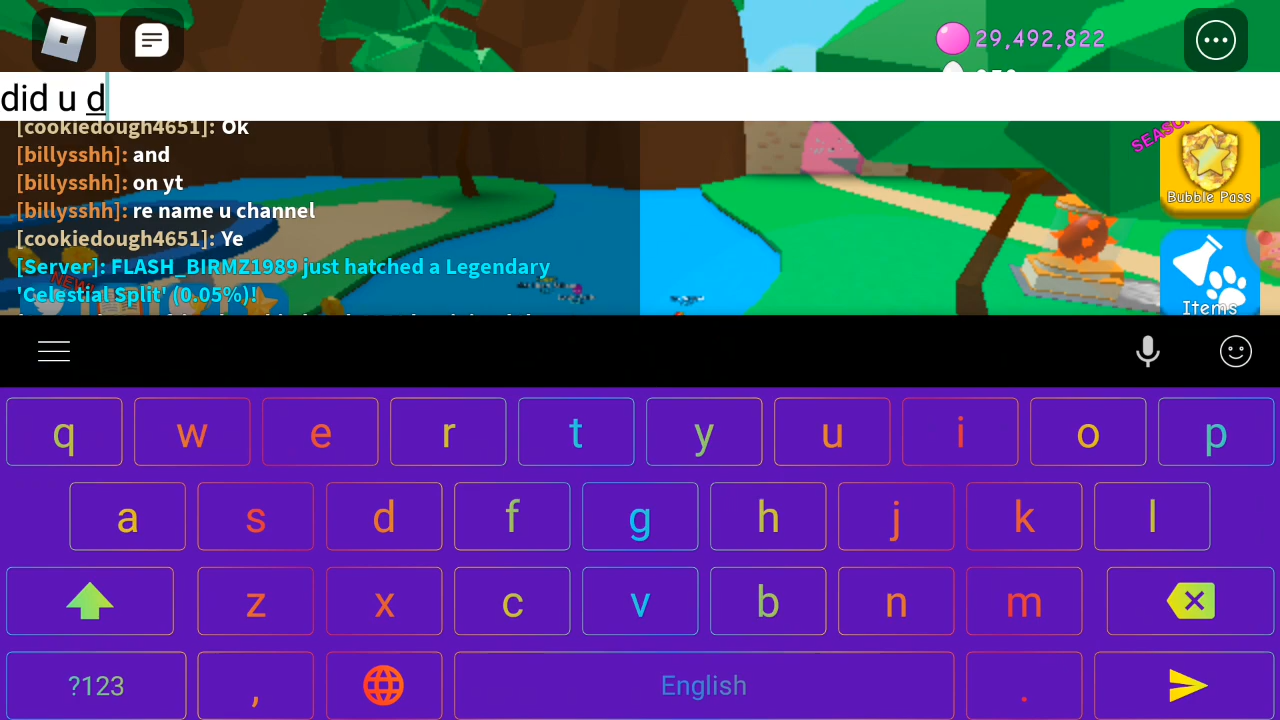 29,492,822
did u d
[cookiedough4651]: Ok
[billysshh]: and
[billysshh]: on yt
[billysshh]: re name u channel
[cookiedough4651]: Ye
[Server]: FLASH_BIRMZ1989 just hatched a Legendary
'Celestial Split' (0.05%)!
NEW!
Bubble Pass
Items
q w e r t y u i o p
a s d f g h j k l
z x c v b n m
?123 , English .